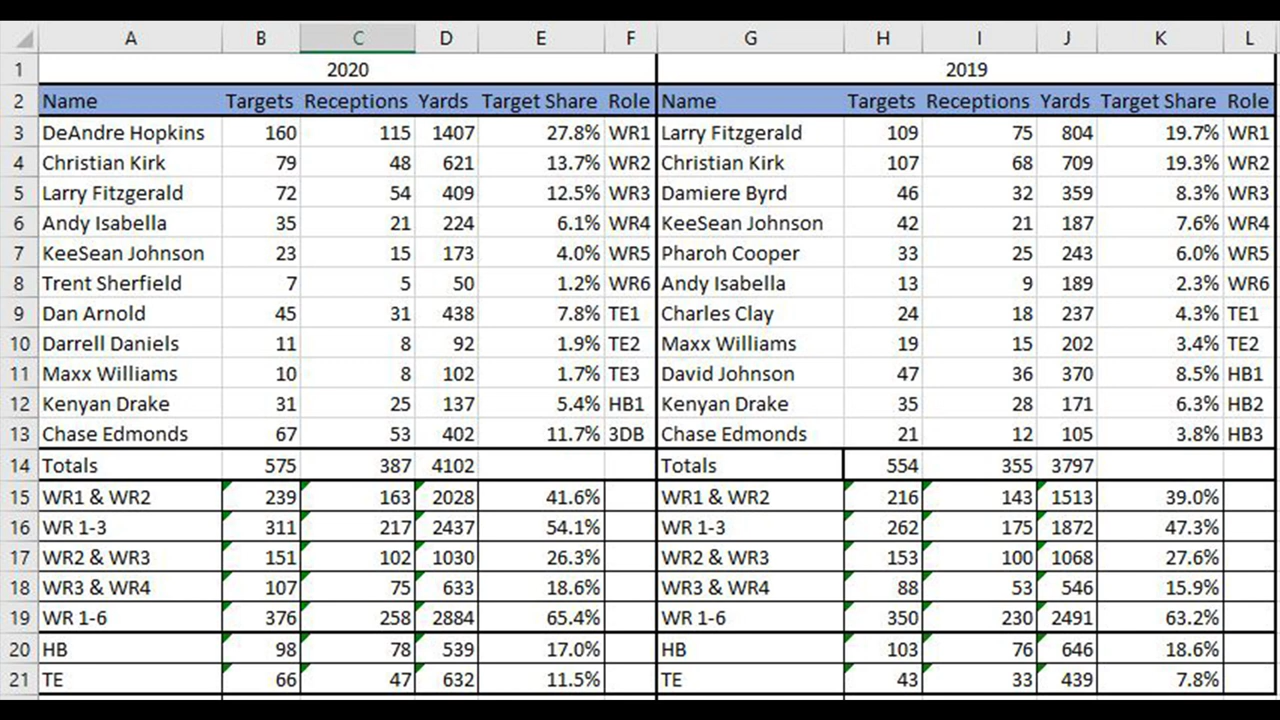 A B C D E F G H I J K L
1 2020 2019
2 Name Targets Receptions Yards Target Share Role Name Targets Receptions Yards Target Share Role
3 DeAndre Hopkins 160 115 1407 27.8% WR1 Larry Fitzgerald 109 75 804 19.7% WR1
4 Christian Kirk 79 48 621 13.7% WR2 Christian Kirk 107 68 709 19.3% WR2
5 Larry Fitzgerald 72 54 409 12.5% WR3 Damiere Byrd 46 32 359 8.3% WR3
6 Andy Isabella 35 21 224 6.1% WR4 KeeSean Johnson 42 21 187 7.6% WR4
7 KeeSean Johnson 23 15 173 4.0% WR5 Pharoh Cooper 33 25 243 6.0% WR5
8 Trent Sherfield 7 5 50 1.2% WR6 Andy Isabella 13 9 189 2.3% WR6
9 Dan Arnold 45 31 438 7.8% TE1 Charles Clay 24 18 237 4.3% TE1
10 Darrell Daniels 11 8 92 1.9% TE2 Maxx Williams 19 15 202 3.4% TE2
11 Maxx Williams 10 8 102 1.7% TE3 David Johnson 47 36 370 8.5% HB1
12 Kenyan Drake 31 25 137 5.4% HB1 Kenyan Drake 35 28 171 6.3% HB2
13 Chase Edmonds 67 53 402 11.7% 3DB Chase Edmonds 21 12 105 3.8% HB3
14 Totals 575 387 4102 Totals 554 355 3797
15 WR1 & WR2 239 163 2028 41.6% WR1 & WR2 216 143 1513 39.0%
16 WR 1-3 311 217 2437 54.1% WR 1-3 262 175 1872 47.3%
17 WR2 & WR3 151 102 1030 26.3% WR2 & WR3 153 100 1068 27.6%
18 WR3 & WR4 107 75 633 18.6% WR3 & WR4 88 53 546 15.9%
19 WR 1-6 376 258 2884 65.4% WR 1-6 350 230 2491 63.2%
20 HB 98 78 539 17.0% HB 103 76 646 18.6%
21 TE 66 47 632 11.5% TE 43 33 439 7.8%